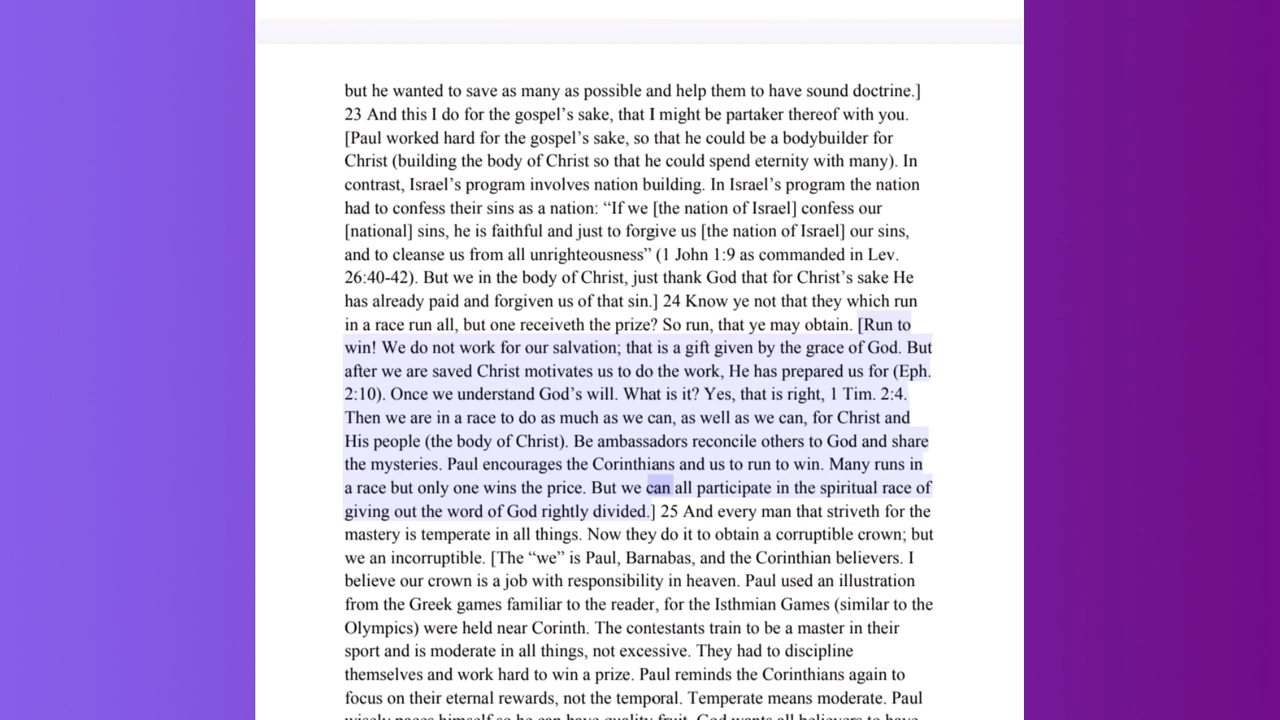 but he wanted to save as many as possible and help them to have sound doctrine.]
23 And this I do for the gospel’s sake, that I might be partaker thereof with you.
[Paul worked hard for the gospel’s sake, so that he could be a bodybuilder for
Christ (building the body of Christ so that he could spend eternity with many). In
contrast, Israel’s program involves nation building. In Israel’s program the nation
had to confess their sins as a nation: “If we [the nation of Israel] confess our
[national] sins, he is faithful and just to forgive us [the nation of Israel] our sins,
and to cleanse us from all unrighteousness” (1 John 1:9 as commanded in Lev.
26:40-42). But we in the body of Christ, just thank God that for Christ’s sake He
has already paid and forgiven us of that sin.] 24 Know ye not that they which run
in a race run all, but one receiveth the prize? So run, that ye may obtain. [Run to
win! We do not work for our salvation; that is a gift given by the grace of God. But
after we are saved Christ motivates us to do the work, He has prepared us for (Eph.
2:10). Once we understand God’s will. What is it? Yes, that is right, 1 Tim. 2:4.
Then we are in a race to do as much as we can, as well as we can, for Christ and
His people (the body of Christ). Be ambassadors reconcile others to God and share
the mysteries. Paul encourages the Corinthians and us to run to win. Many runs in
a race but only one wins the price. But we can all participate in the spiritual race of
giving out the word of God rightly divided.] 25 And every man that striveth for the
mastery is temperate in all things. Now they do it to obtain a corruptible crown; but
we an incorruptible. [The “we” is Paul, Barnabas, and the Corinthian believers. I
believe our crown is a job with responsibility in heaven. Paul used an illustration
from the Greek games familiar to the reader, for the Isthmian Games (similar to the
Olympics) were held near Corinth. The contestants train to be a master in their
sport and is moderate in all things, not excessive. They had to discipline
themselves and work hard to win a prize. Paul reminds the Corinthians again to
focus on their eternal rewards, not the temporal. Temperate means moderate. Paul
wisely paces himself so he can have quality fruit. God wants all believers to have